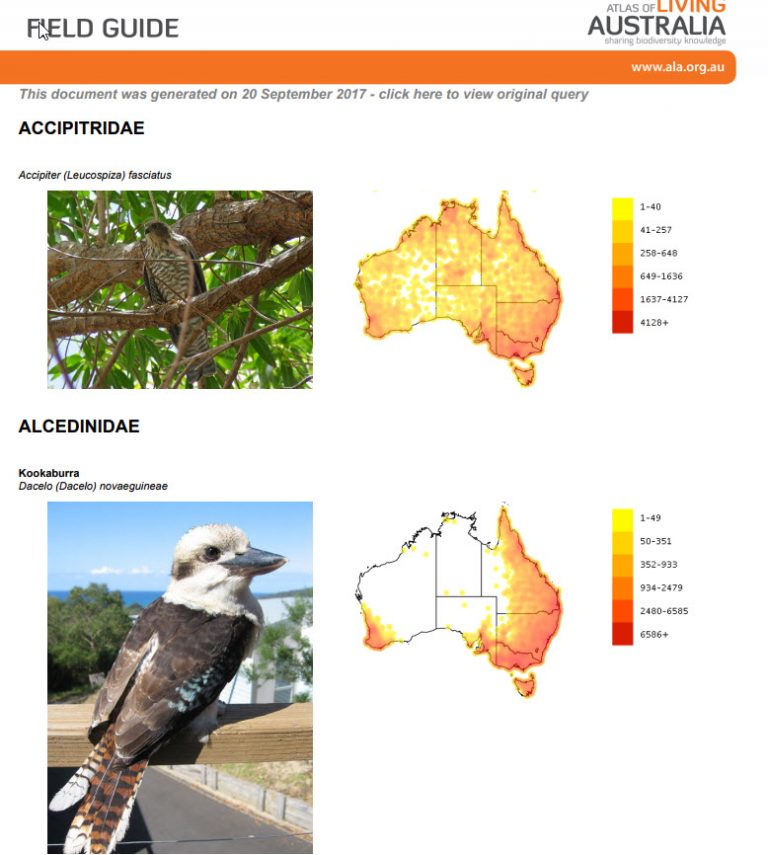 FIELD GUIDE
ATLAS OF LIVING
AUSTRALIA
sharing biodiversity knowledge
www.ala.org.au
This document was generated on 20 September 2017 - click here to view original query
ACCIPITRIDAE
Accipiter (Leucospiza) fasciatus
1-40
41-257
258-648
649-1636
1637-4127
4128+
ALCEDINIDAE
Kookaburra
Dacelo (Dacelo) novaeguineae
1-49
50-351
352-933
934-2479
2480-6585
6586+